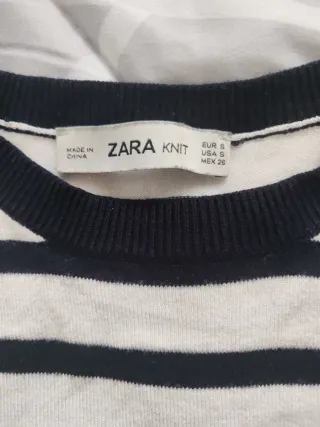 MADE IN
CHINA
ZARA KNIT
EUR S
USA S
MEX 26